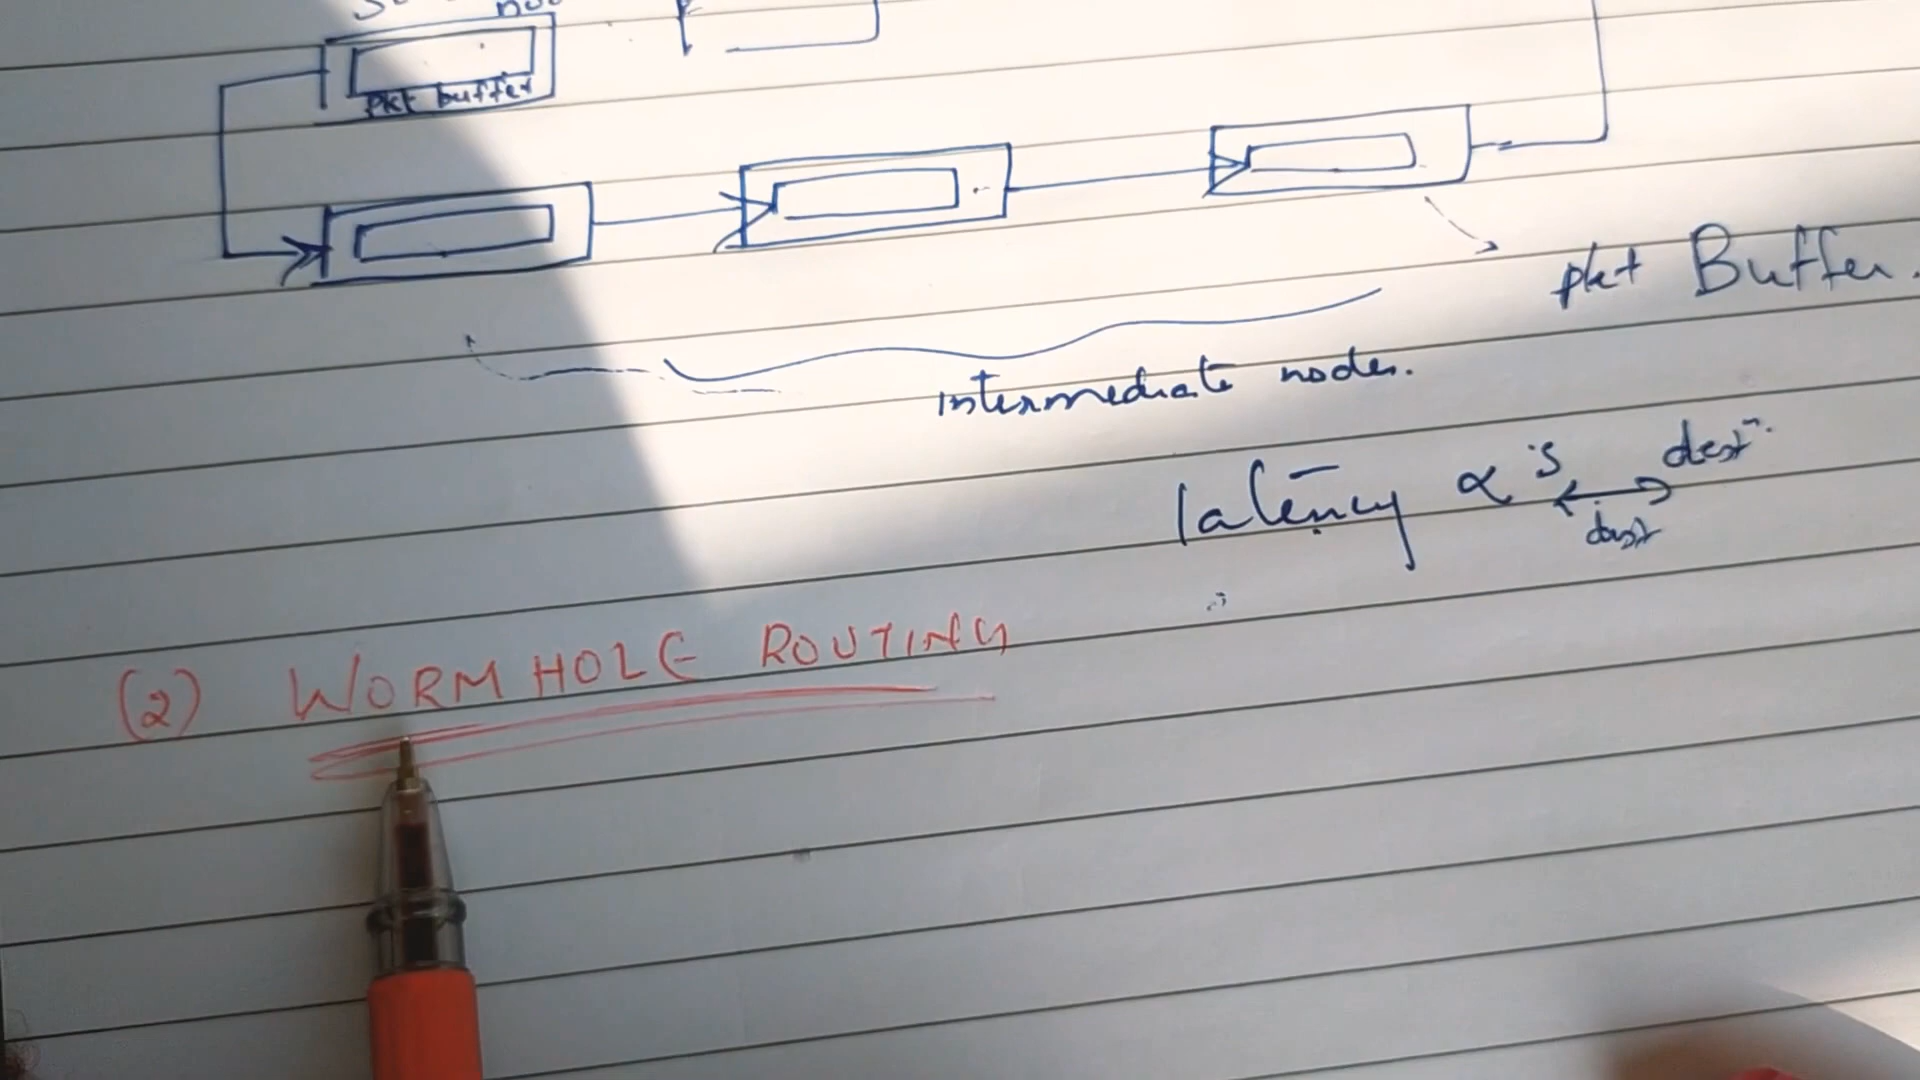 pkt buffer
pkt Buffer.
intermediate nodes.
latency ∝ s dest
dist
(2) WORMHOLE ROUTING